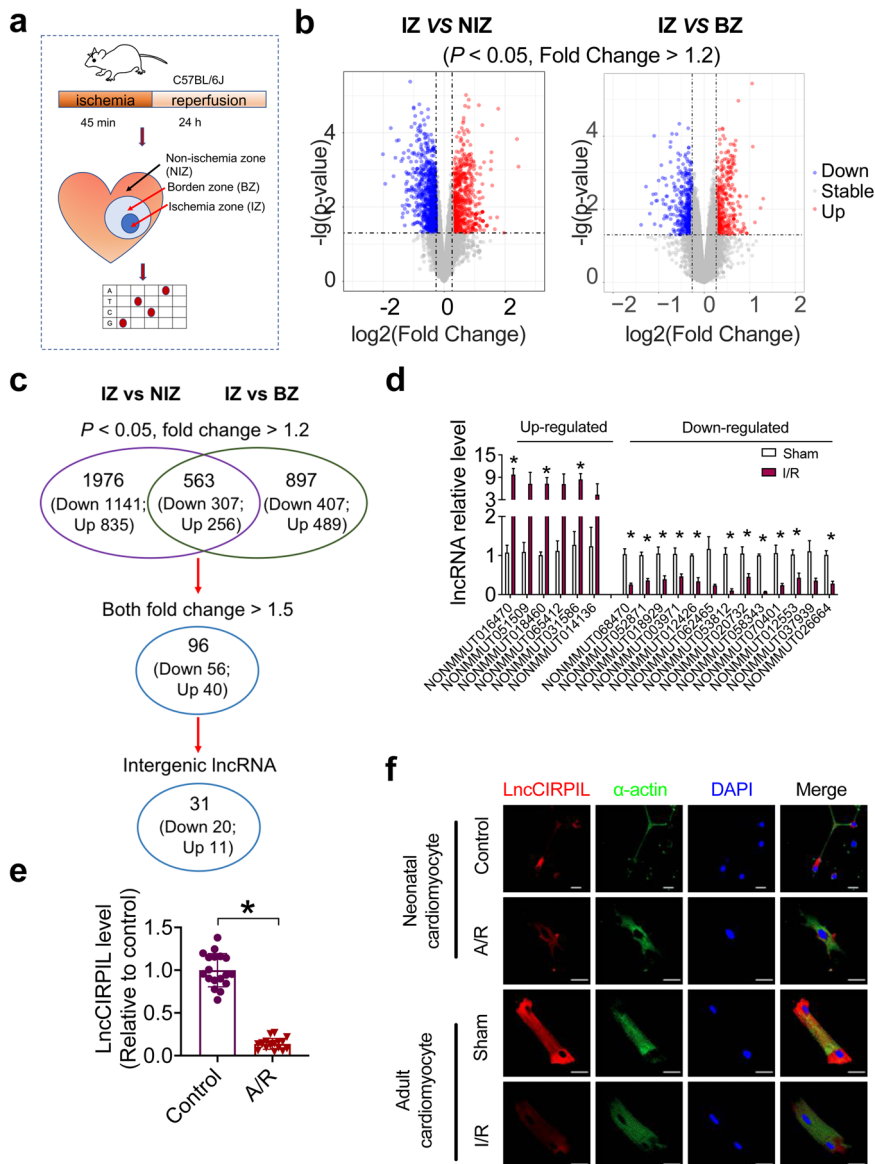 a
C57BL/6J
ischemia reperfusion
45 min 24 h
Non-ischemia zone
(NIZ)
Borden zone (BZ)
Ischemia zone (IZ)
A
T
C
G
b
IZ VS NIZ IZ VS BZ
(P < 0.05, Fold Change > 1.2)
-lg(p-value)
4
2
0
−2 0 2
log2(Fold Change)
-lg(p-value)
4
2
0
−2 −1 0 1 2
log2(Fold Change)
Down
Stable
Up
c
IZ vs NIZ IZ vs BZ
P < 0.05, fold change > 1.2
1976 563 897
(Down 1141; (Down 307; (Down 407;
Up 835) Up 256) Up 489)
Both fold change > 1.5
96
(Down 56;
Up 40)
Intergenic lncRNA
31
(Down 20;
Up 11)
d
Up-regulated Down-regulated
Sham
I/R
lncRNA relative level
15
9
3
2
1
0
* * *
* * * * * * * * * * *
NONMMUT016470
NONMMUT051509
NONMMUT018460
NONMMUT065412
NONMMUT031586
NONMMUT014136
NONMMUT068470
NONMMUT052871
NONMMUT018929
NONMMUT003971
NONMMUT012426
NONMMUT062465
NONMMUT053812
NONMMUT020732
NONMMUT058343
NONMMUT070401
NONMMUT012553
NONMMUT037939
NONMMUT026664
e
LncCIRPIL level
(Relative to control)
1.5
1.0
0.5
0.0
*
Control A/R
f
LncCIRPIL α-actin DAPI Merge
Neonatal
cardiomyocyte
Control
A/R
Adult
cardiomyocyte
Sham
I/R